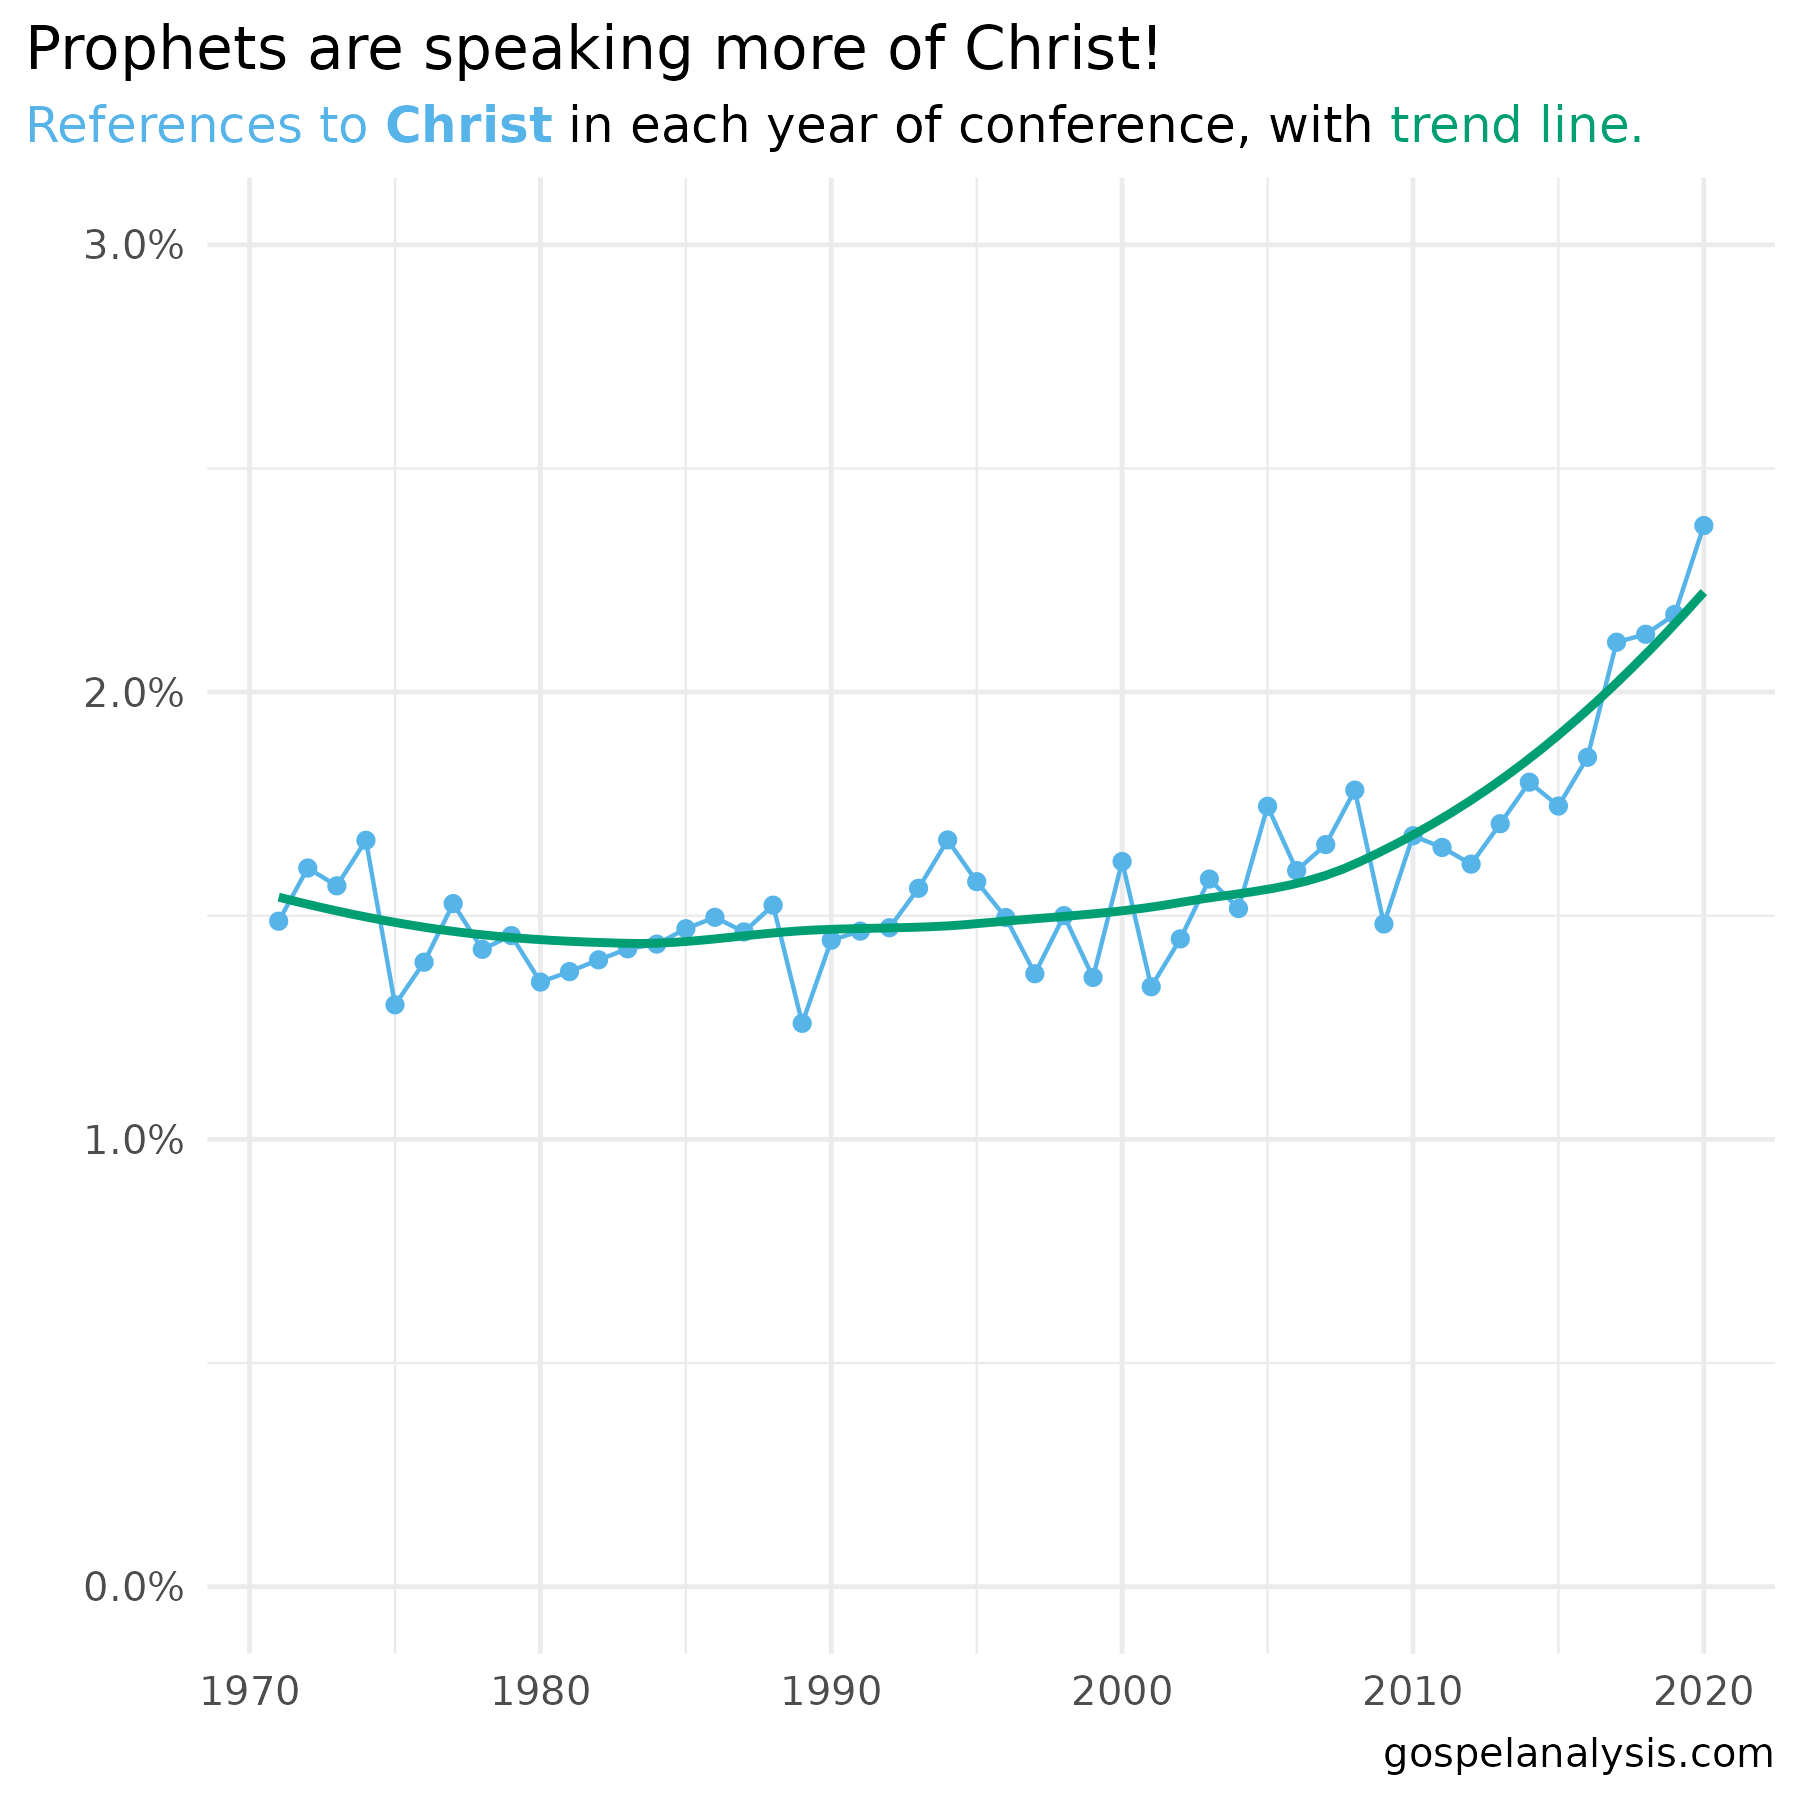 Prophets are speaking more of Christ!
References to Christ in each year of conference, with trend line.
3.0%
2.0%
1.0%
0.0%
1970 1980 1990 2000 2010 2020
gospelanalysis.com